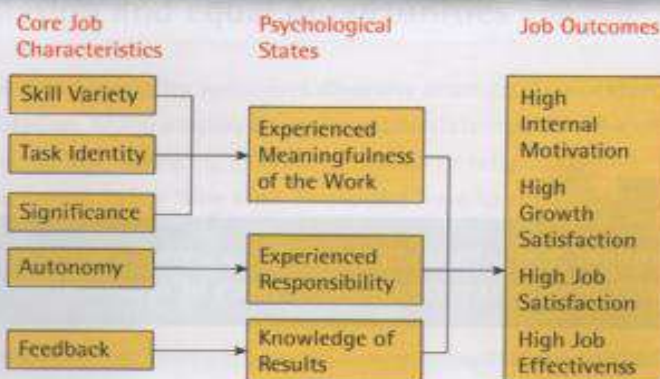 Core Job
Characteristics
Psychological
States
Job Outcomes
Skill Variety
Task Identity
Significance
Autonomy
Feedback
Experienced
Meaningfulness
of the Work
Experienced
Responsibility
Knowledge of
Results
High
Internal
Motivation
High
Growth
Satisfaction
High Job
Satisfaction
High Job
Effectivenss